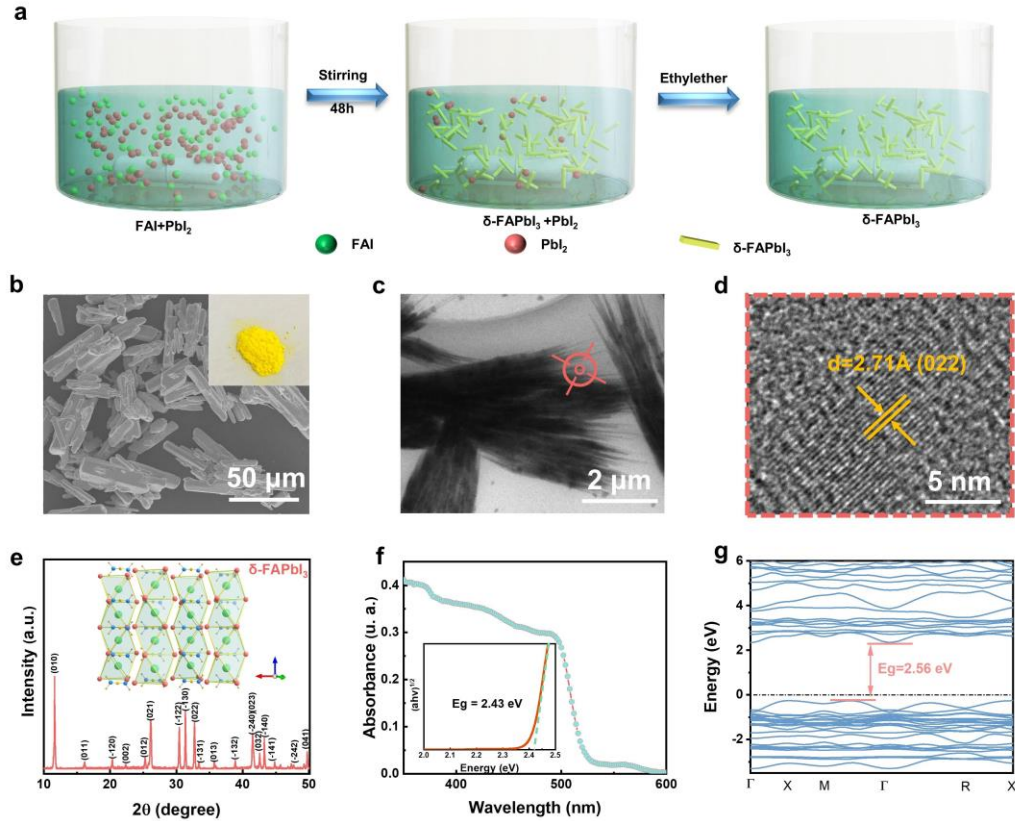 a
Stirring
48h
Ethylether
FAI+PbI₂
δ-FAPbI₃ +PbI₂
δ-FAPbI₃
FAI
PbI₂
δ-FAPbI₃
b
50 µm
c
2 µm
d
d=2.71Å (022)
5 nm
e
δ-FAPbI₃
Intensity (a.u.)
(010)
(011)
(-120)
(002)
(012)
(021)
(-122)
(-130)
(022)
(-131)
(013)
(-132)
(-240)
(023)
(032)
(-140)
(-141)
(-242)
(041)
10 20 30 40 50
2θ (degree)
f
Absorbance (u. a.)
0.4
0.3
0.2
0.1
0.0
(ahv)¹/²
Eg = 2.43 eV
2.0 2.1 2.2 2.3 2.4 2.5
Energy (eV)
400 500 600
Wavelength (nm)
g
Energy (eV)
6
4
2
0
-2
Eg=2.56 eV
Γ X M Γ R X